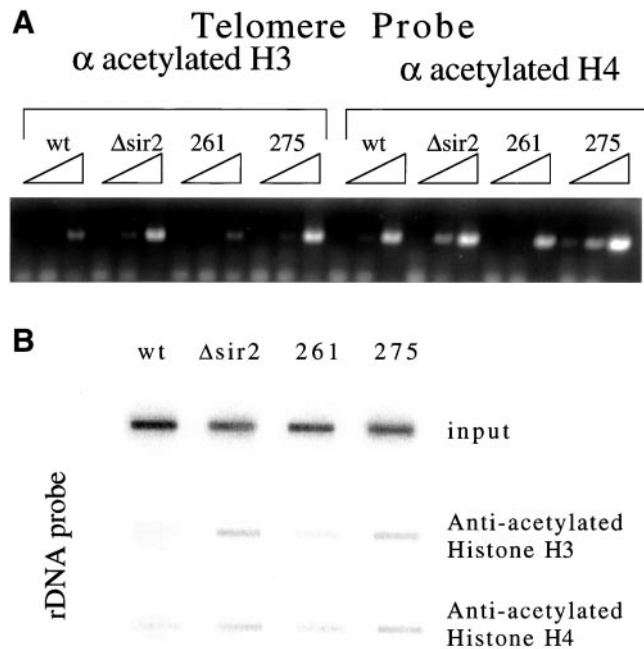 A
Telomere Probe
α acetylated H3
α acetylated H4
wt Δsir2 261 275 wt Δsir2 261 275
B
wt Δsir2 261 275
input
rDNA probe
Anti-acetylated
Histone H3
Anti-acetylated
Histone H4